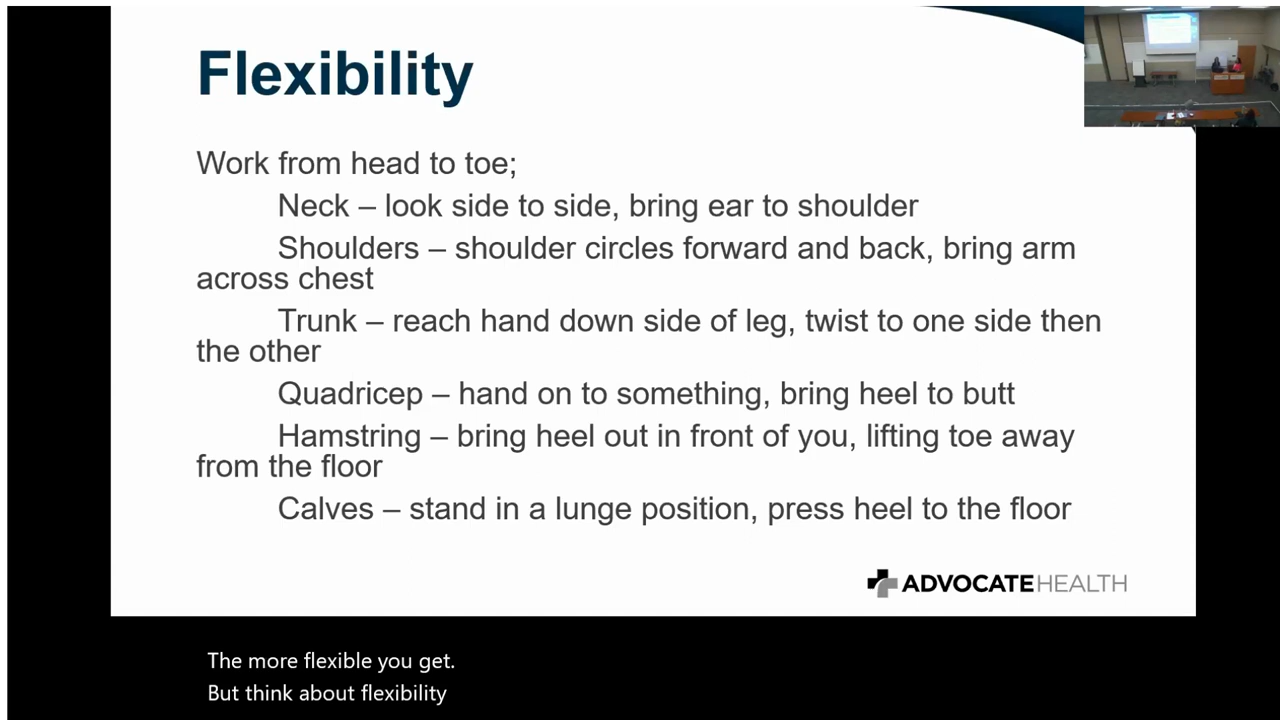 Flexibility
Work from head to toe;
Neck – look side to side, bring ear to shoulder
Shoulders – shoulder circles forward and back, bring arm
across chest
Trunk – reach hand down side of leg, twist to one side then
the other
Quadricep – hand on to something, bring heel to butt
Hamstring – bring heel out in front of you, lifting toe away
from the floor
Calves – stand in a lunge position, press heel to the floor
ADVOCATEHEALTH
The more flexible you get.
But think about flexibility